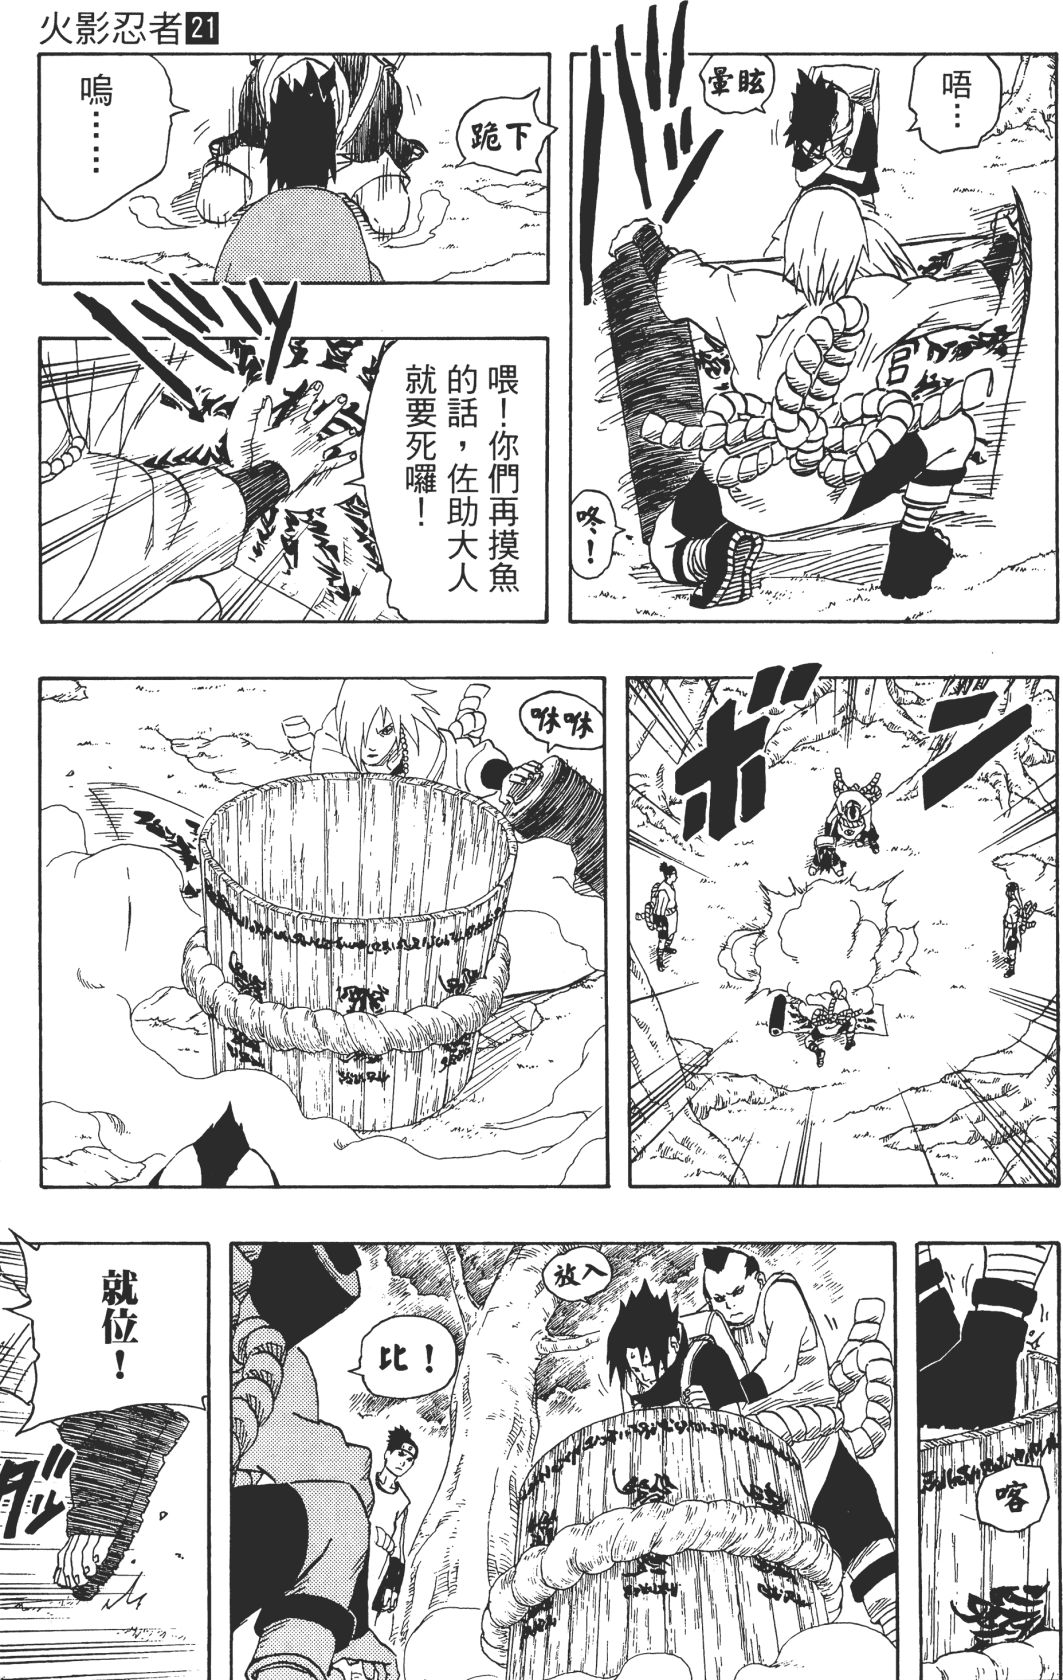 火影忍者21
唔…
暈眩
咚！
跪下
嗚……
喂！你們再摸魚
的話，佐助大人
就要死囉！
ボン
咻咻
喀
放入
比！
就位！
ダッ